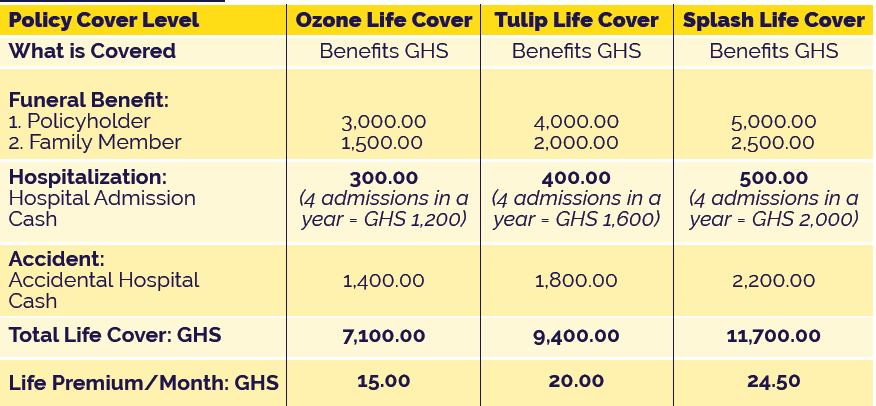 Policy Cover Level Ozone Life Cover Tulip Life Cover Splash Life Cover
What is Covered Benefits GHS Benefits GHS Benefits GHS
Funeral Benefit:
1. Policyholder 3,000.00 4,000.00 5,000.00
2. Family Member 1,500.00 2,000.00 2,500.00
Hospitalization: 300.00 400.00 500.00
Hospital Admission (4 admissions in a (4 admissions in a (4 admissions in a
Cash year = GHS 1,200) year = GHS 1,600) year = GHS 2,000)
Accident:
Accidental Hospital 1,400.00 1,800.00 2,200.00
Cash
Total Life Cover: GHS 7,100.00 9,400.00 11,700.00
Life Premium/Month: GHS 15.00 20.00 24.50